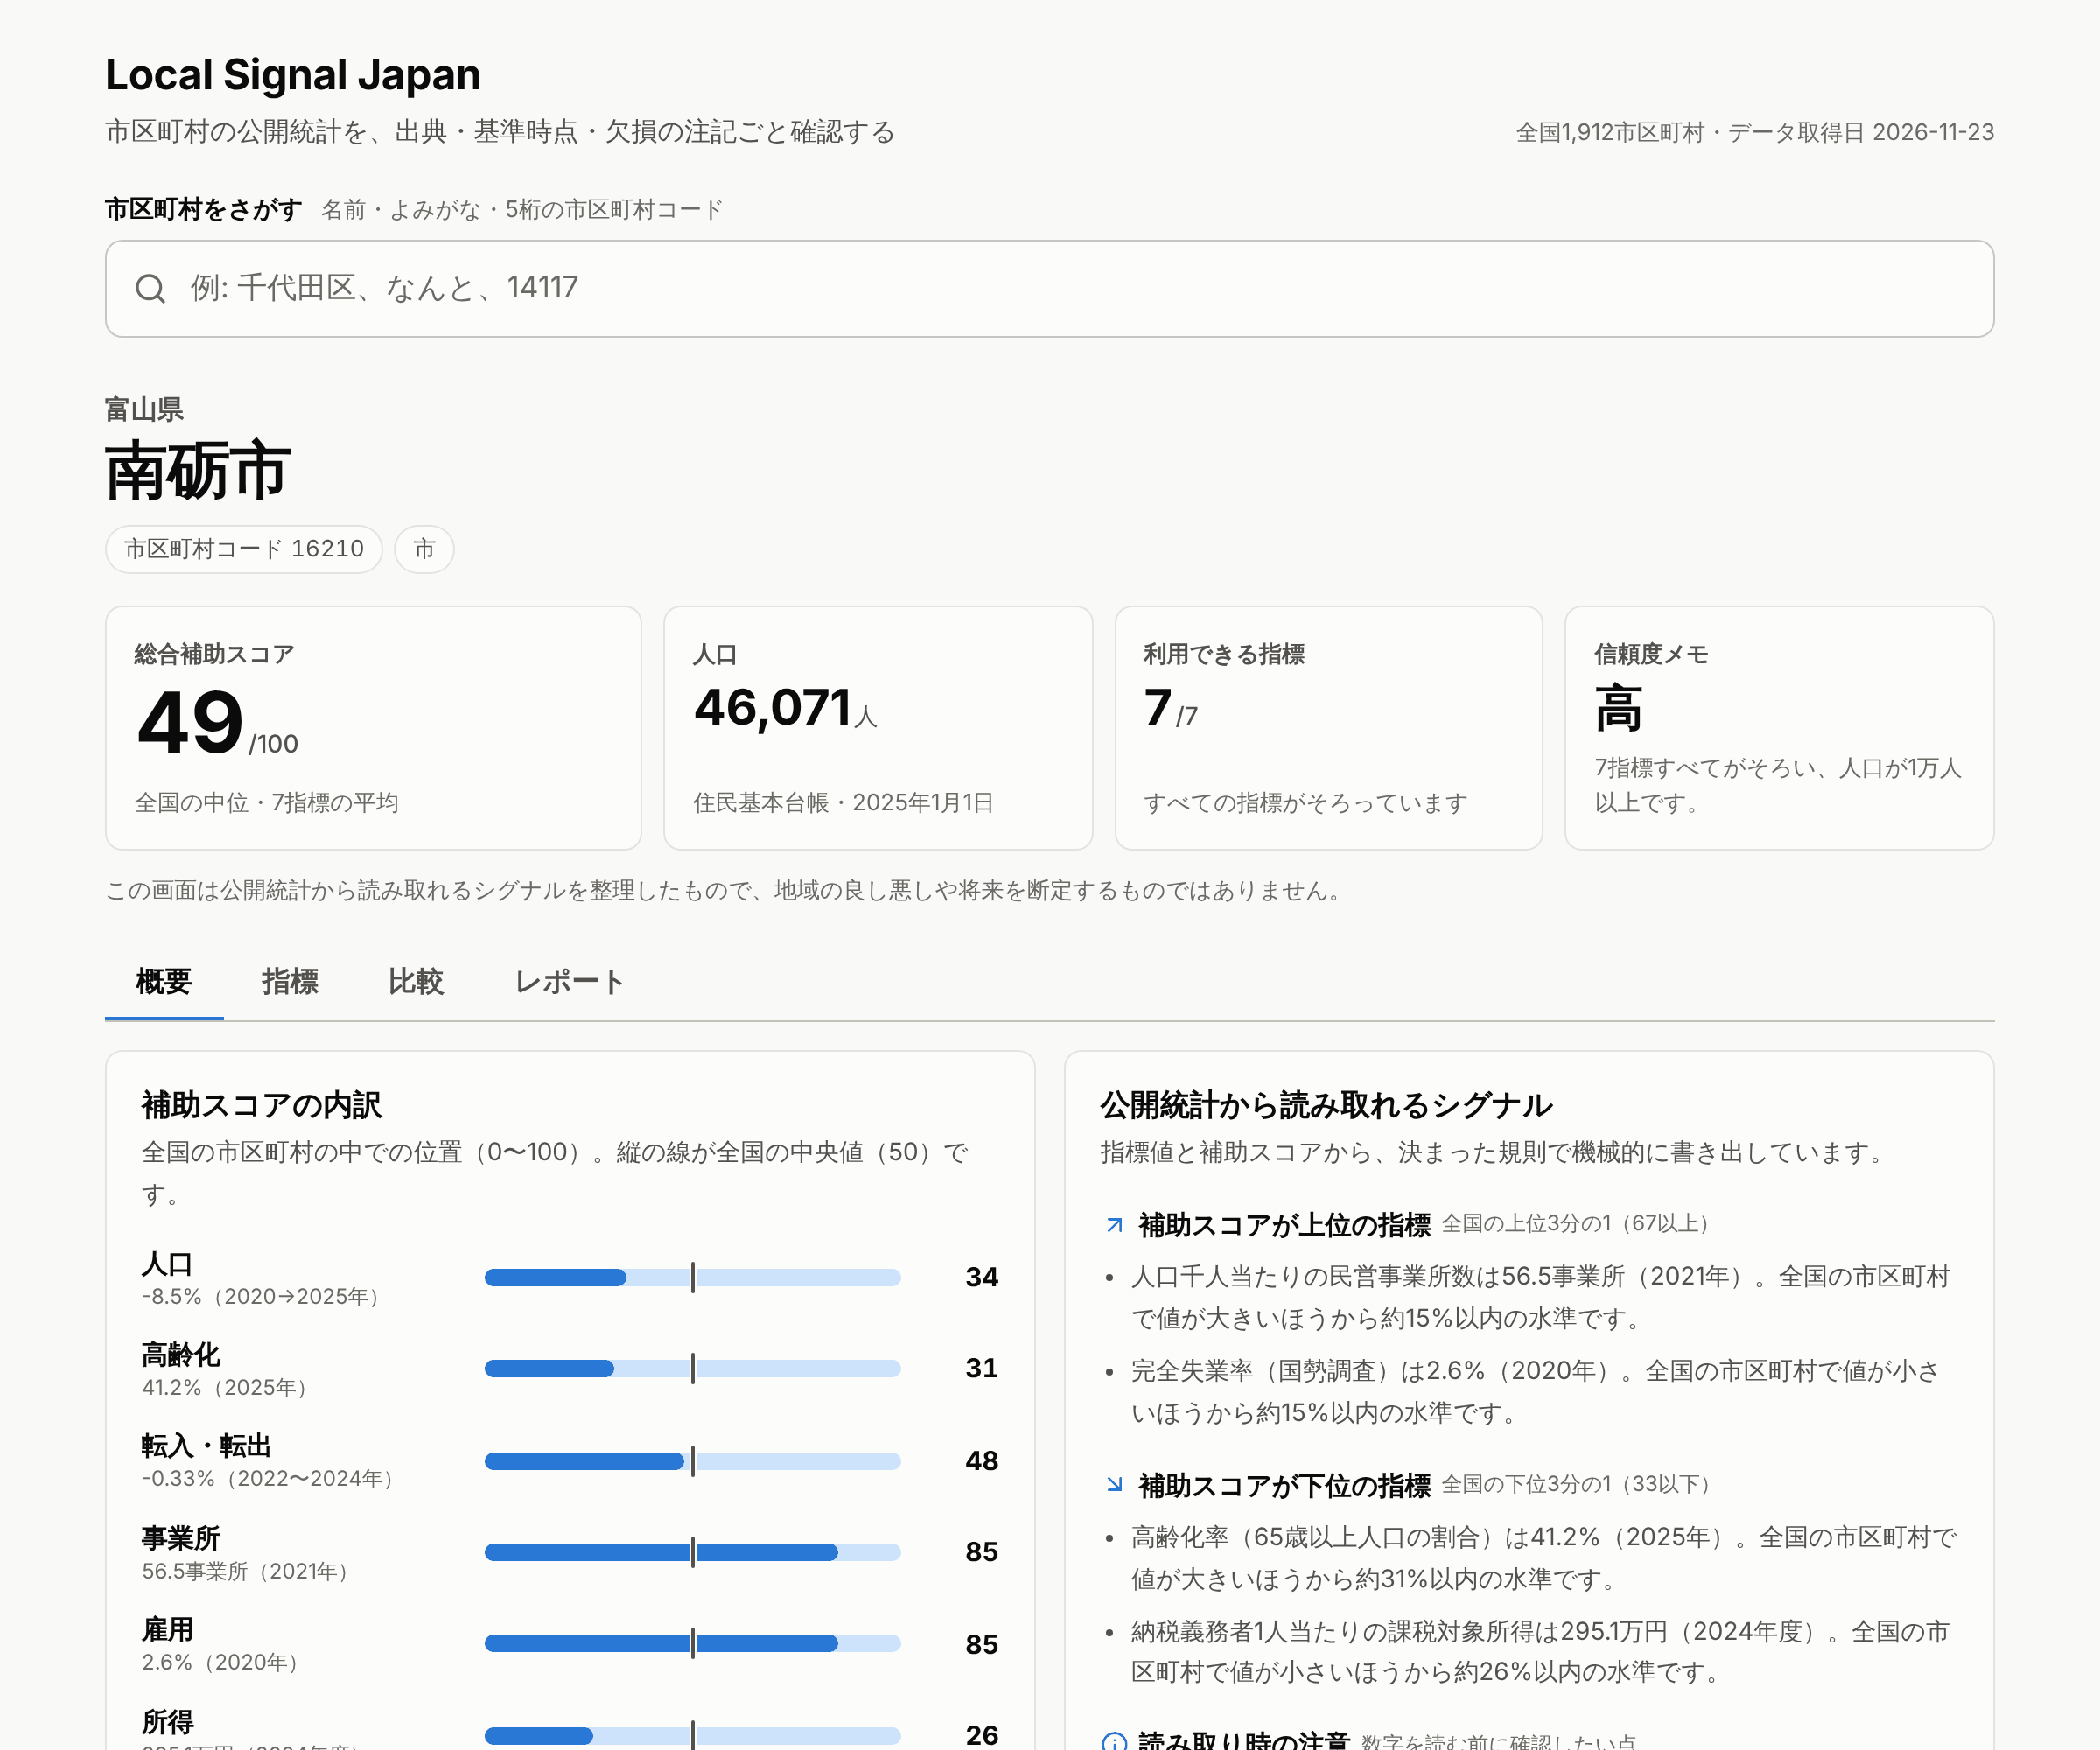 Local Signal Japan
市区町村の公開統計を、出典・基準時点・欠損の注記ごと確認する
全国1,912市区町村・データ取得日 2026-11-23
市区町村をさがす 名前・よみがな・5桁の市区町村コード
例: 千代田区、なんと、14117
富山県
南砺市
市区町村コード 16210 市
総合補助スコア
49 /100
全国の中位・7指標の平均
人口
46,071人
住民基本台帳・2025年1月1日
利用できる指標
7 /7
すべての指標がそろっています
信頼度メモ
高
7指標すべてがそろい、人口が1万人
以上です。
この画面は公開統計から読み取れるシグナルを整理したもので、地域の良し悪しや将来を断定するものではありません。
概要 指標 比較 レポート
補助スコアの内訳
全国の市区町村の中での位置（0〜100）。縦の線が全国の中央値（50）で
す。
人口
-8.5%（2020→2025年）
34
高齢化
41.2%（2025年）
31
転入・転出
-0.33%（2022〜2024年）
48
事業所
56.5事業所（2021年）
85
雇用
2.6%（2020年）
85
所得
26
公開統計から読み取れるシグナル
指標値と補助スコアから、決まった規則で機械的に書き出しています。
補助スコアが上位の指標 全国の上位3分の1（67以上）
• 人口千人当たりの民営事業所数は56.5事業所（2021年）。全国の市区町村
で値が大きいほうから約15%以内の水準です。
• 完全失業率（国勢調査）は2.6%（2020年）。全国の市区町村で値が小さ
いほうから約15%以内の水準です。
補助スコアが下位の指標 全国の下位3分の1（33以下）
• 高齢化率（65歳以上人口の割合）は41.2%（2025年）。全国の市区町村で
値が大きいほうから約31%以内の水準です。
• 納税義務者1人当たりの課税対象所得は295.1万円（2024年度）。全国の市
区町村で値が小さいほうから約26%以内の水準です。
読み取り時の注意 数字を読む前に確認したい点